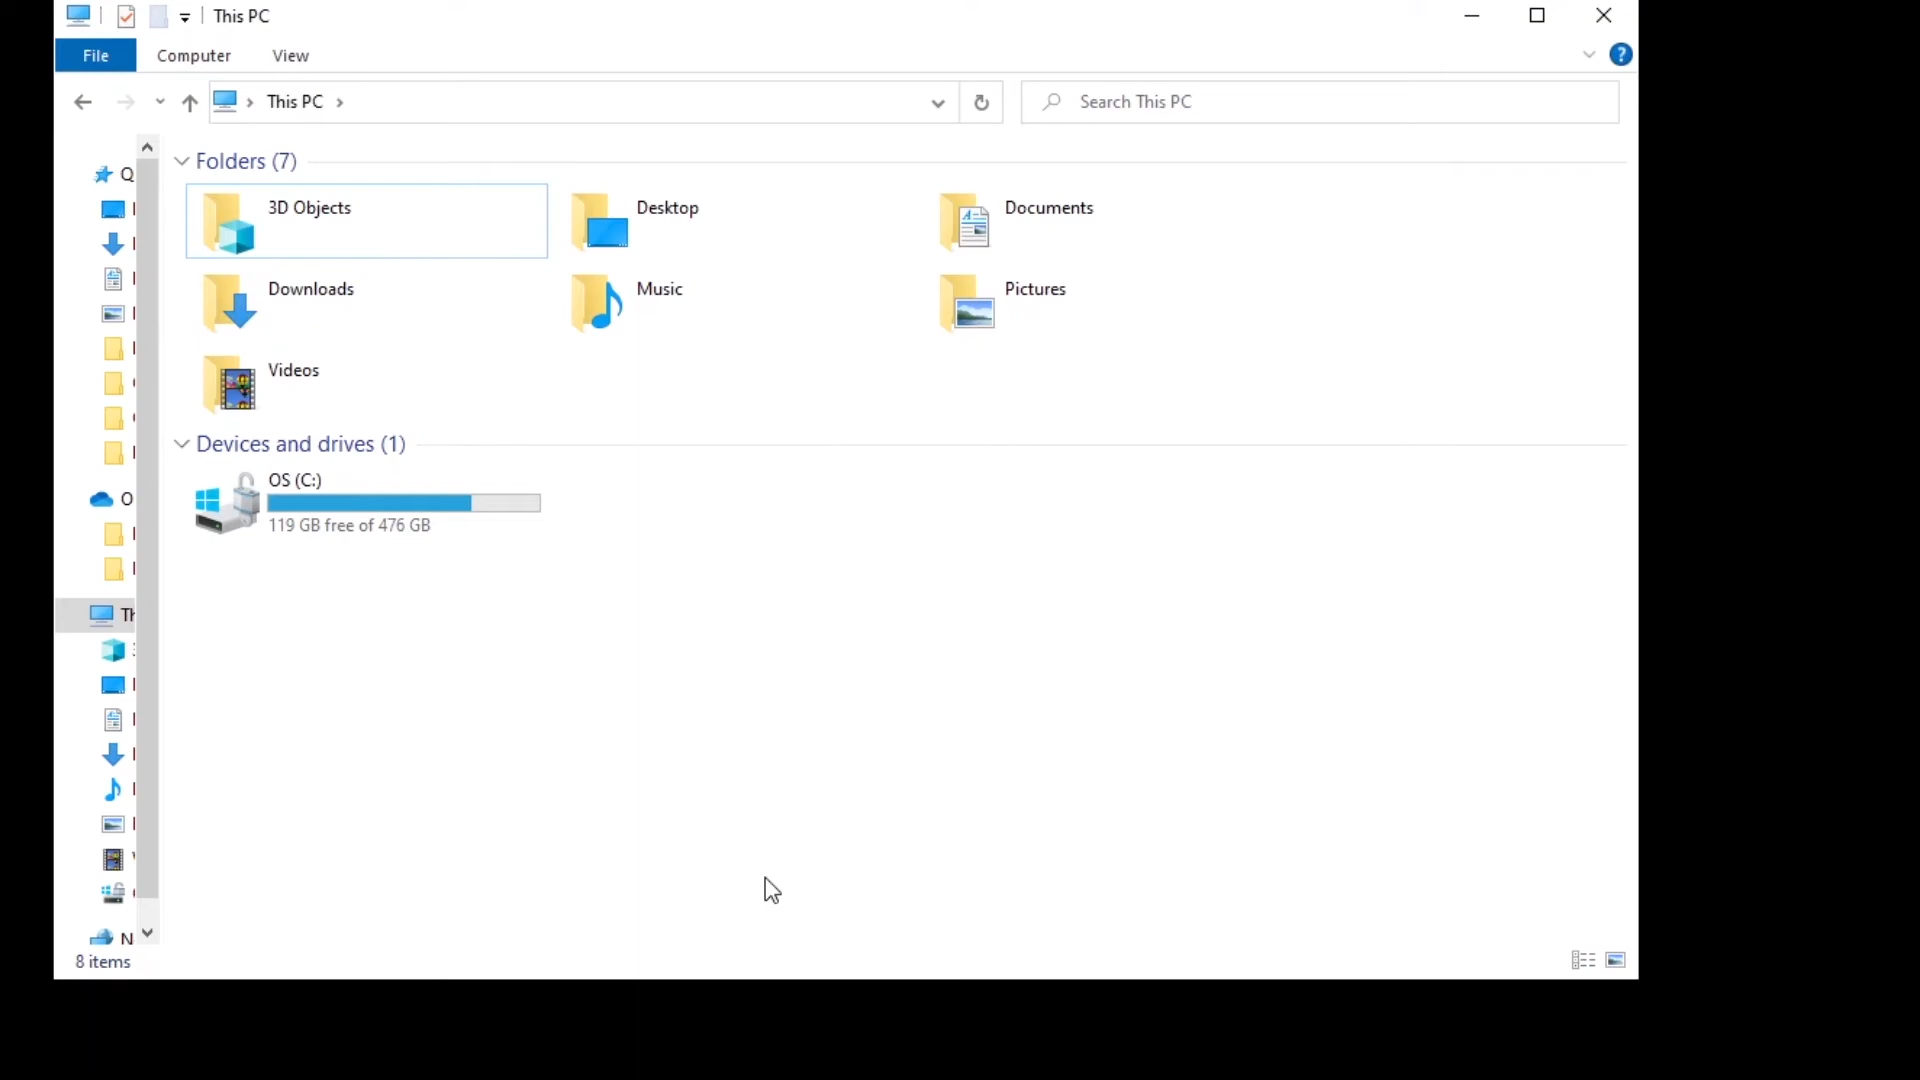 This PC
File Computer View
This PC
Search This PC
Folders (7)
3D Objects
Desktop
Documents
Downloads
Music
Pictures
Videos
Devices and drives (1)
OS (C:)
119 GB free of 476 GB
8 items